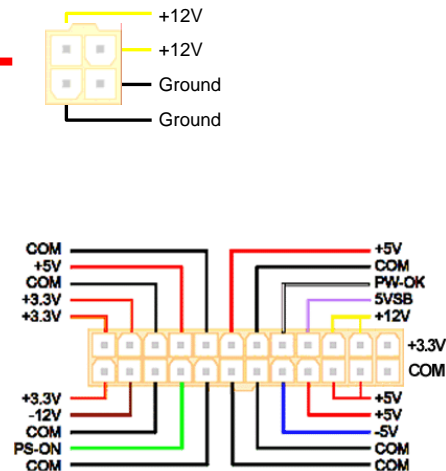 +12V
+12V
Ground
Ground
COM
+5V
COM
+3.3V
+3.3V
+5V
COM
PW-OK
5VSB
+12V
+3.3V
COM
+3.3V
-12V
COM
PS-ON
COM
+5V
+5V
-5V
COM
COM